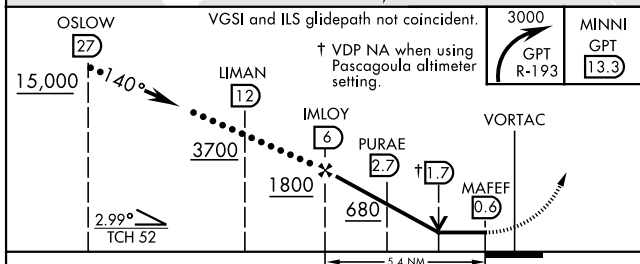 OSLOW
27
VGSI and ILS glidepath not coincident.
† VDP NA when using
Pascagoula altimeter
setting.
3000
GPT
R-193
MINNI
GPT
13.3
15,000
140°
LIMAN
12
3700
IMLOY
6
1800
PURAE
2.7
680
†1.7
VORTAC
MAFEF
0.6
2.99°
TCH 52
5.4 NM